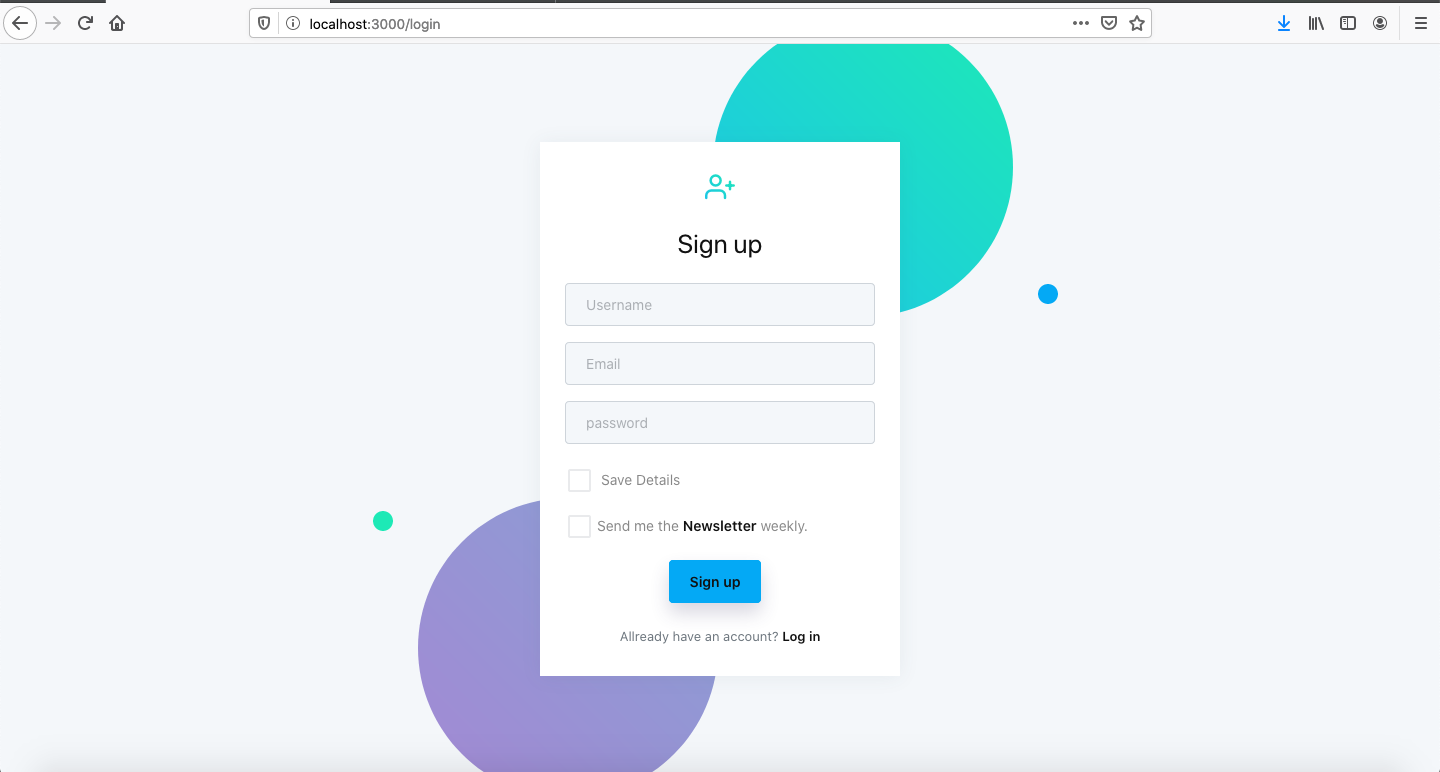 localhost:3000/login
Sign up
Username
Email
password
Save Details
Send me the Newsletter weekly.
Sign up
Allready have an account? Log in